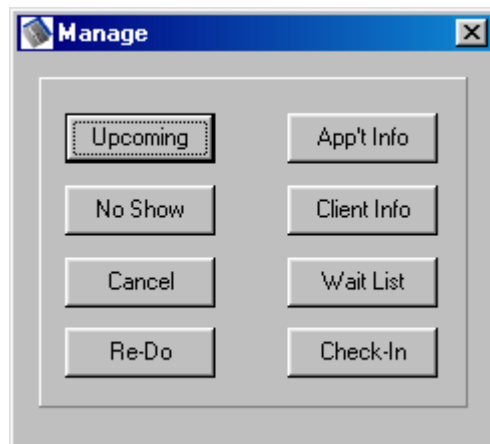 Manage
Upcoming
App't Info
No Show
Client Info
Cancel
Wait List
Re-Do
Check-In